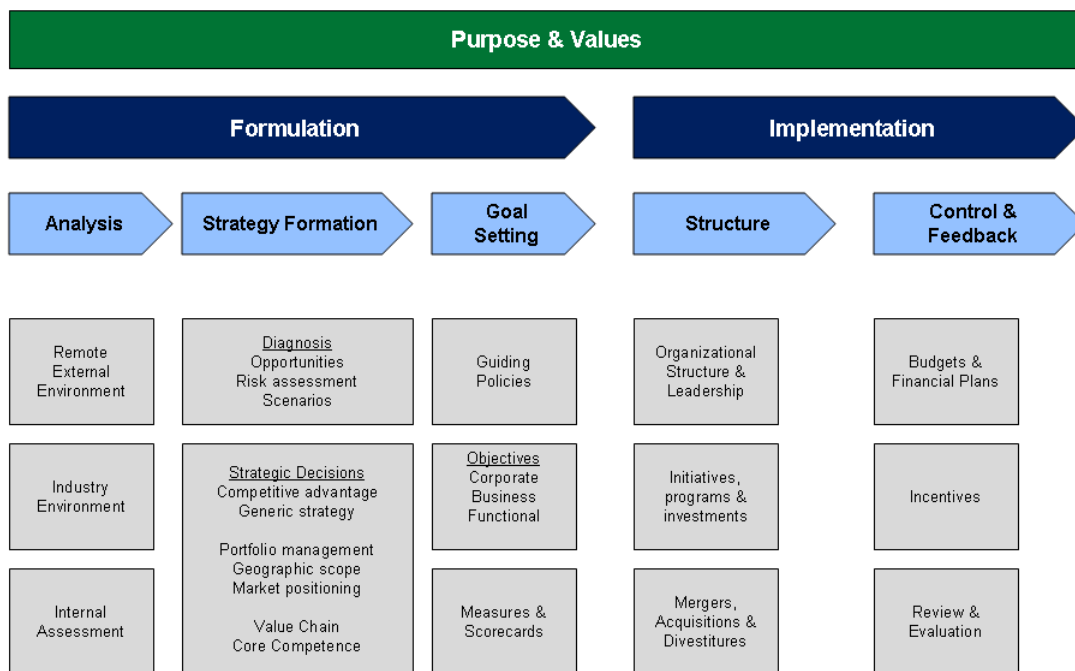 Purpose & Values
Formulation
Implementation
Analysis
Strategy Formation
Goal
Setting
Structure
Control &
Feedback
Remote
External
Environment
Diagnosis
Opportunities
Risk assessment
Scenarios
Guiding
Policies
Organizational
Structure &
Leadership
Budgets &
Financial Plans
Industry
Environment
Strategic Decisions
Competitive advantage
Generic strategy
Portfolio management
Geographic scope
Market positioning
Value Chain
Core Competence
Objectives
Corporate
Business
Functional
Initiatives,
programs &
investments
Incentives
Internal
Assessment
Measures &
Scorecards
Mergers,
Acquisitions &
Divestitures
Review &
Evaluation